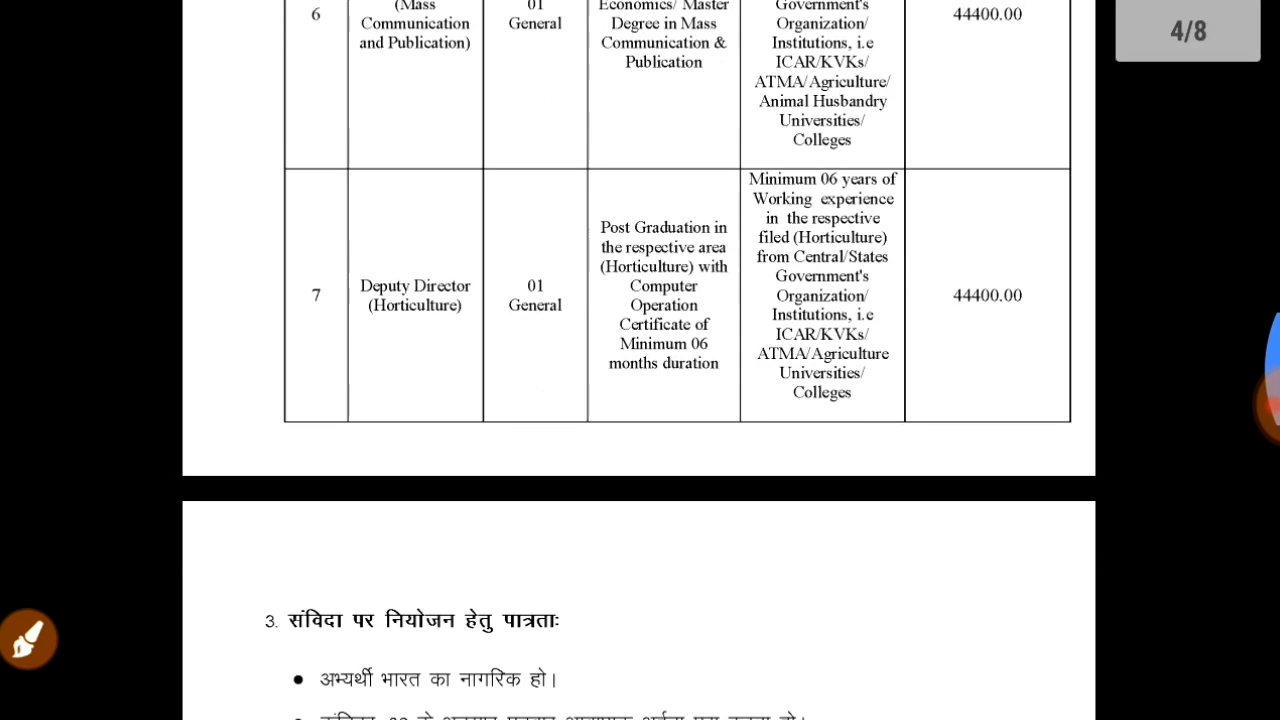 6
(Mass
Communication
and Publication)
01
General
Economics/ Master
Degree in Mass
Communication &
Publication
Government's
Organization/
Institutions, i.e
ICAR/KVKs/
ATMA/Agriculture/
Animal Husbandry
Universities/
Colleges
44400.00
4/8
7
Deputy Director
(Horticulture)
01
General
Post Graduation in
the respective area
(Horticulture) with
Computer
Operation
Certificate of
Minimum 06
months duration
Minimum 06 years of
Working experience
in the respective
filed (Horticulture)
from Central/States
Government's
Organization/
Institutions, i.e
ICAR/KVKs/
ATMA/Agriculture
Universities/
Colleges
44400.00
3. संविदा पर नियोजन हेतु पात्रताः
● अभ्यर्थी भारत का नागरिक हो।